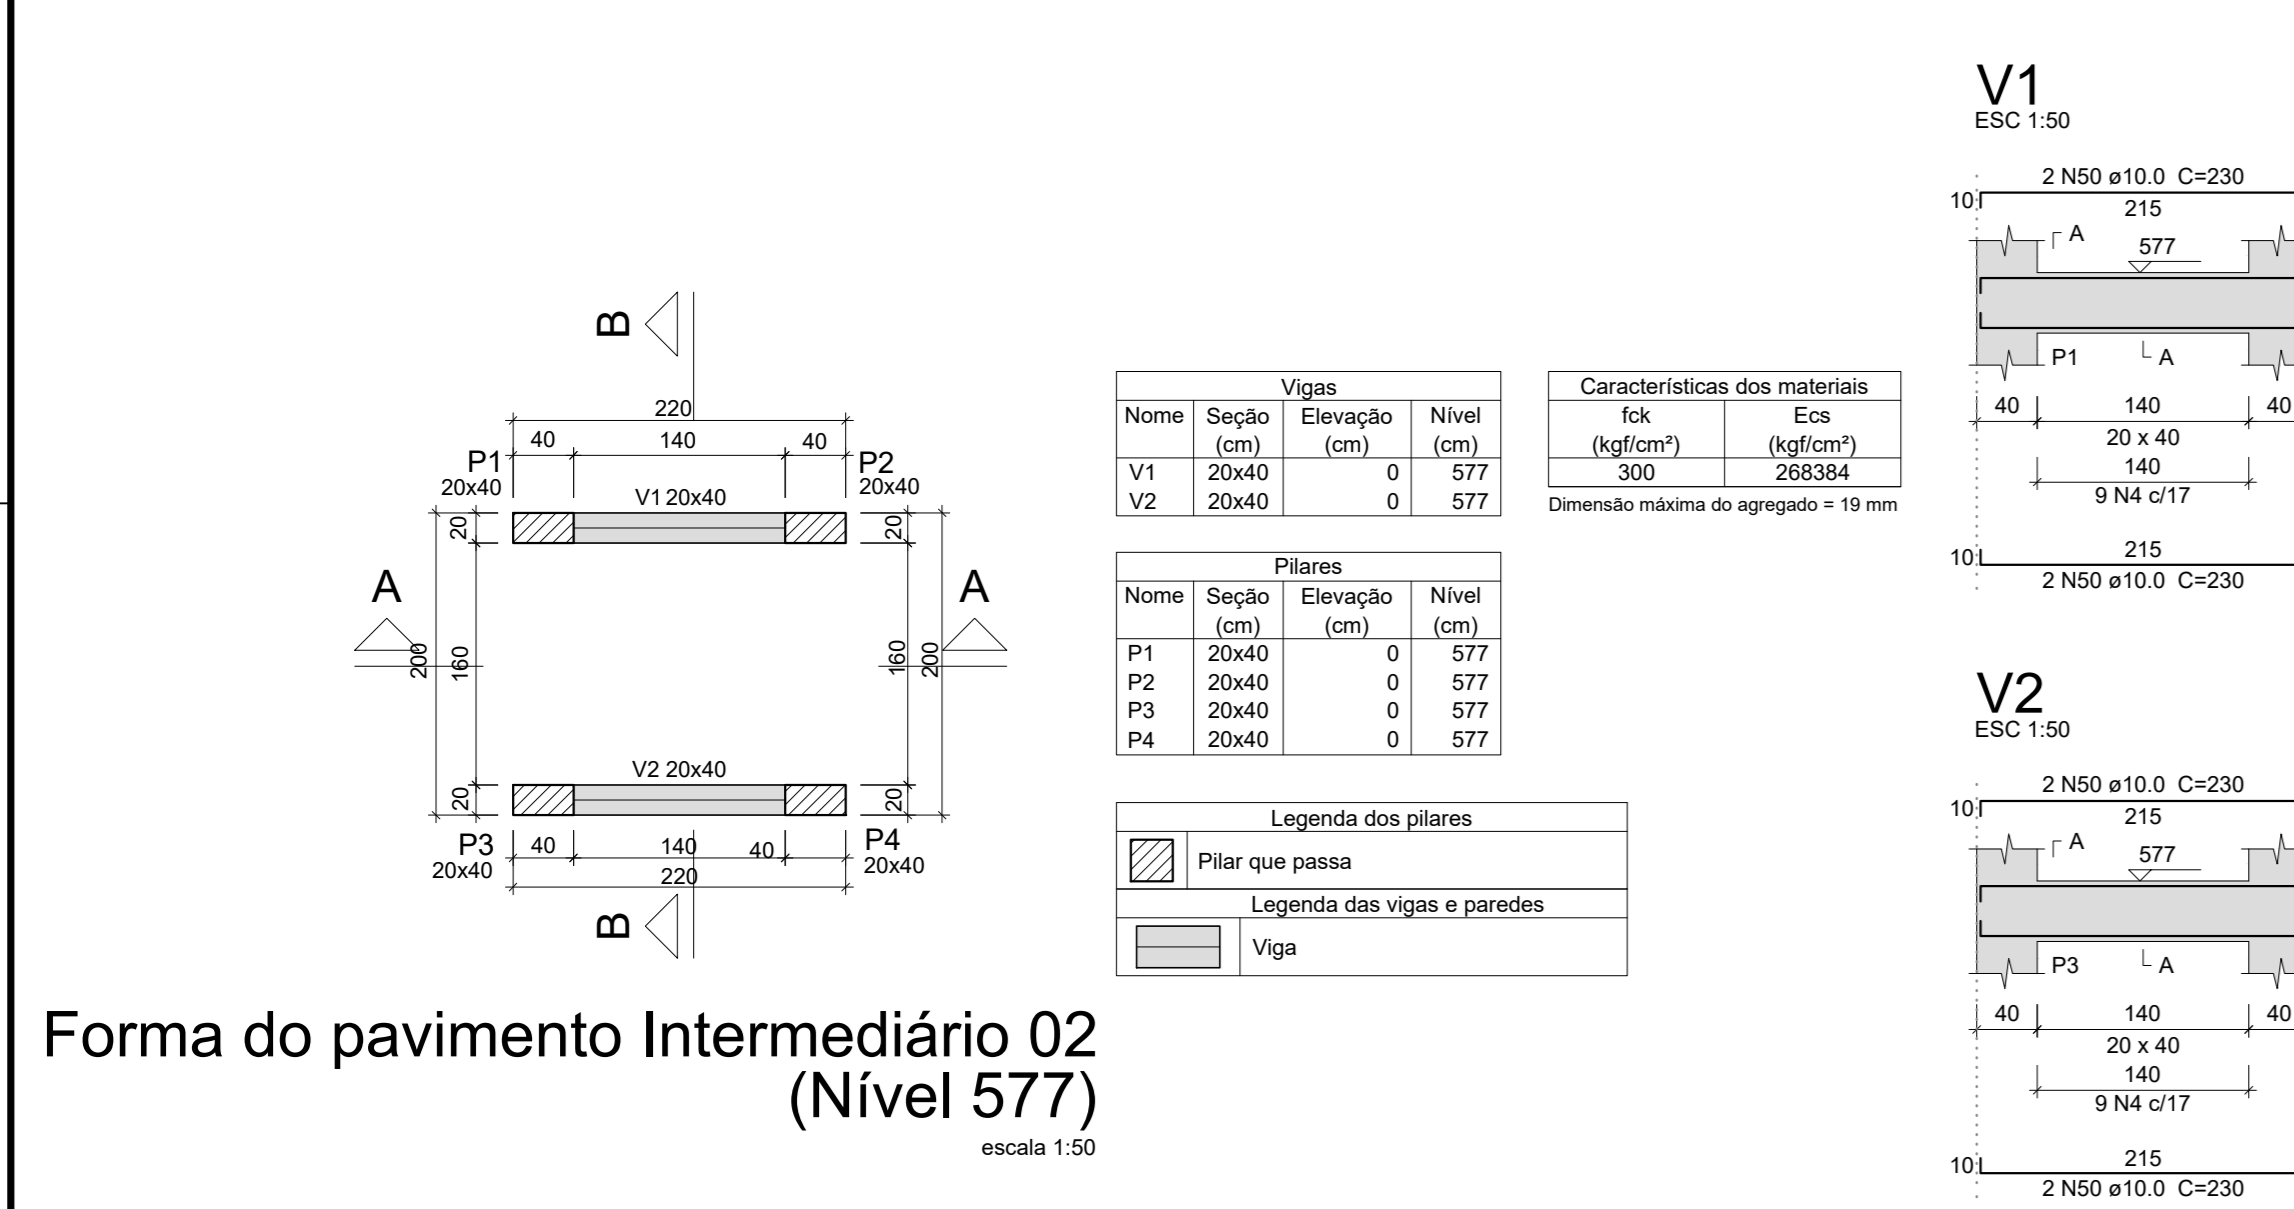 B
220
40 140 40
P1
20x40
P2
20x40
V1 20x40
20
20
A
A
200
160
160
200
V2 20x40
20
20
P3
20x40
P4
20x40
40 140 40
220
B
Forma do pavimento Intermediário 02
(Nível 577)
escala 1:50
Vigas
Nome Seção Elevação Nível
(cm) (cm) (cm)
V1 20x40 0 577
V2 20x40 0 577
Pilares
Nome Seção Elevação Nível
(cm) (cm) (cm)
P1 20x40 0 577
P2 20x40 0 577
P3 20x40 0 577
P4 20x40 0 577
Legenda dos pilares
Pilar que passa
Legenda das vigas e paredes
Viga
Características dos materiais
fck Ecs
(kgf/cm²) (kgf/cm²)
300 268384
Dimensão máxima do agregado = 19 mm
V1
ESC 1:50
2 N50 ø10.0 C=230
10
215
A
577
P1 A
40 140 40
20 x 40
140
9 N4 c/17
10
215
2 N50 ø10.0 C=230
V2
ESC 1:50
2 N50 ø10.0 C=230
10
215
A
577
P3 A
40 140 40
20 x 40
140
9 N4 c/17
10
215
2 N50 ø10.0 C=230